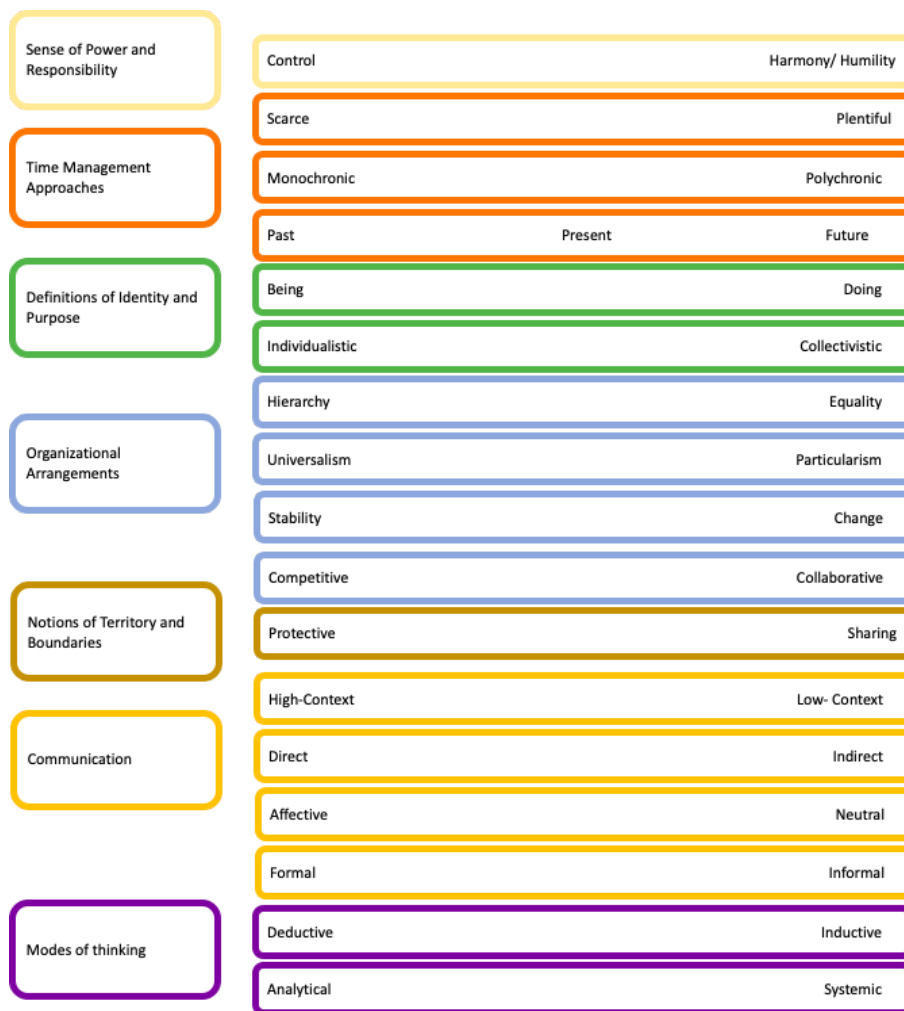 Sense of Power and
Responsibility
Control Harmony/ Humility
Scarce Plentiful
Time Management
Approaches
Monochronic Polychronic
Past Present Future
Definitions of Identity and
Purpose
Being Doing
Individualistic Collectivistic
Hierarchy Equality
Organizational
Arrangements
Universalism Particularism
Stability Change
Competitive Collaborative
Notions of Territory and
Boundaries
Protective Sharing
High-Context Low- Context
Communication
Direct Indirect
Affective Neutral
Formal Informal
Modes of thinking
Deductive Inductive
Analytical Systemic